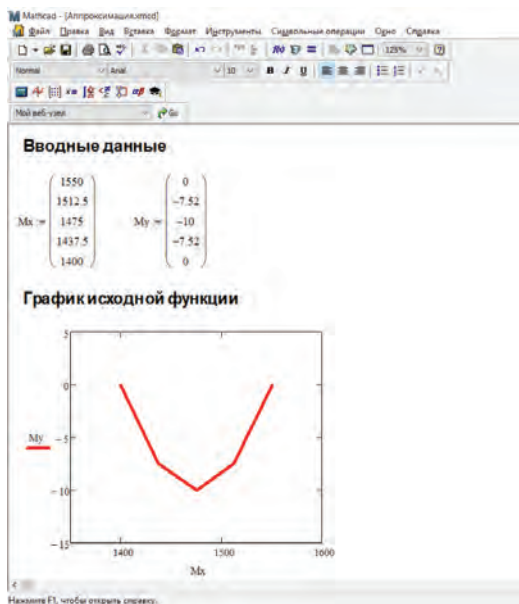 Mathcad - [Аппроксимация.xmcd]
Файл Правка Вид Вставка Формат Инструменты Символьные операции Окно Справка
125%
Normal Arial 10 B I U
Мой веб-узел Go
Вводные данные
Mx := ( 1550 1512.5 1475 1437.5 1400 ) My := ( 0 -7.52 -10 -7.52 0 )
График исходной функции
5
0
My -5
-10
-15
1400 1500 1600
Mx
Нажмите F1, чтобы открыть справку.